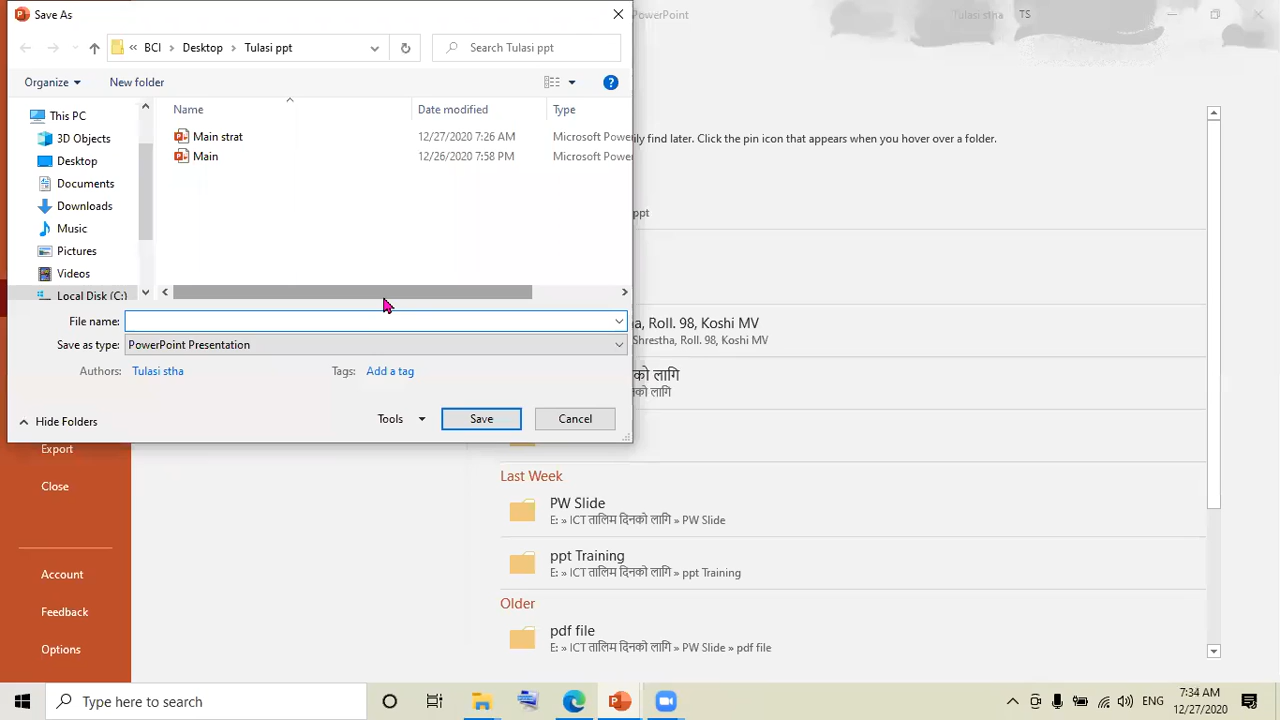 Save As
PowerPoint
Tulasi stha TS
BCI Desktop Tulasi ppt
Search Tulasi ppt
Organize New folder
Name Date modified Type
This PC
3D Objects
Desktop
Documents
Downloads
Music
Pictures
Videos
Local Disk (C:)
Main strat 12/27/2020 7:26 AM Microsoft Power
Main 12/26/2020 7:58 PM Microsoft Power
ily find later. Click the pin icon that appears when you hover over a folder.
ppt
File name:
Save as type: PowerPoint Presentation
Authors: Tulasi stha Tags: Add a tag
Hide Folders Tools Save Cancel
a, Roll. 98, Koshi MV
Shrestha, Roll. 98, Koshi MV
को लागि
को लागि
Export
Close
Account
Feedback
Options
Last Week
PW Slide
E: » ICT तालिम दिनको लागि » PW Slide
ppt Training
E: » ICT तालिम दिनको लागि » ppt Training
Older
pdf file
E: » ICT तालिम दिनको लागि » PW Slide » pdf file
Type here to search
ENG
7:34 AM
12/27/2020